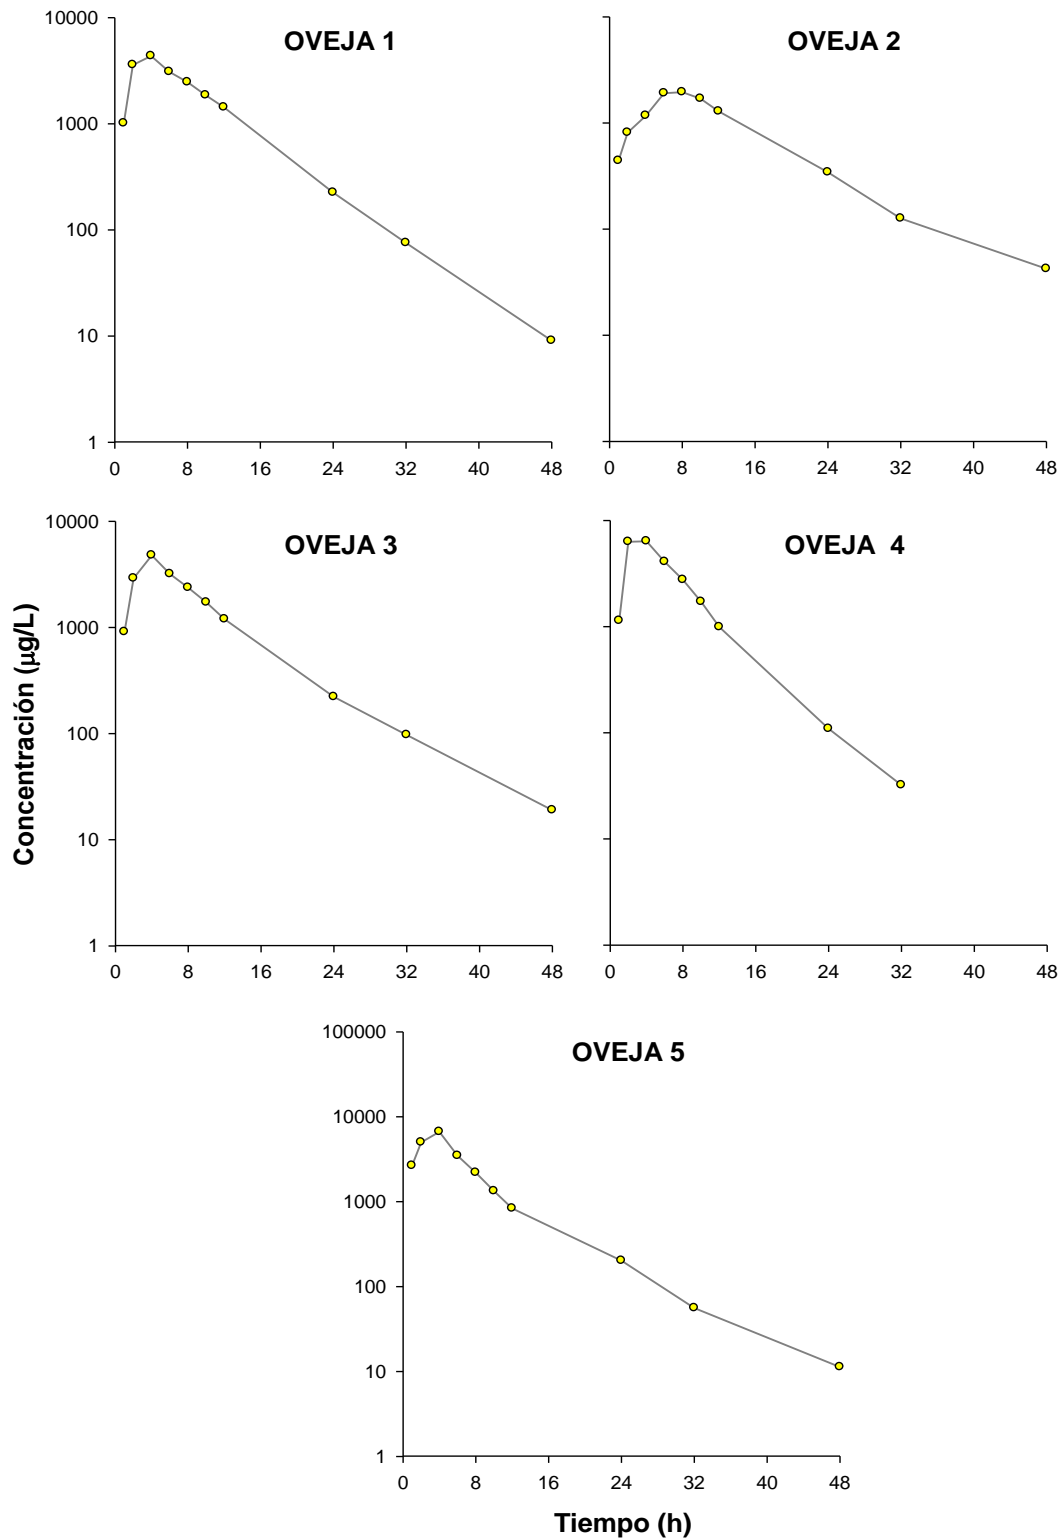 OVEJA 1
10000
1000
100
10
1
0 8 16 24 32 40 48
OVEJA 2
0 8 16 24 32 40 48
OVEJA 3
10000
1000
100
10
1
0 8 16 24 32 40 48
OVEJA 4
0 8 16 24 32 40 48
Concentración (µg/L)
OVEJA 5
100000
10000
1000
100
10
1
0 8 16 24 32 40 48
Tiempo (h)